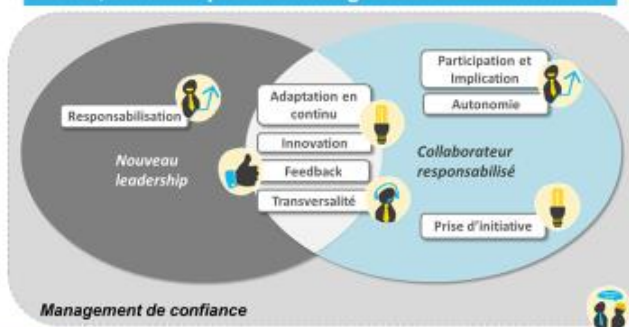 Responsabilisation
Nouveau
leadership
Adaptation en
continu
Innovation
Feedback
Transversalité
Participation et
Implication
Autonomie
Collaborateur
responsabilisé
Prise d'initiative
Management de confiance